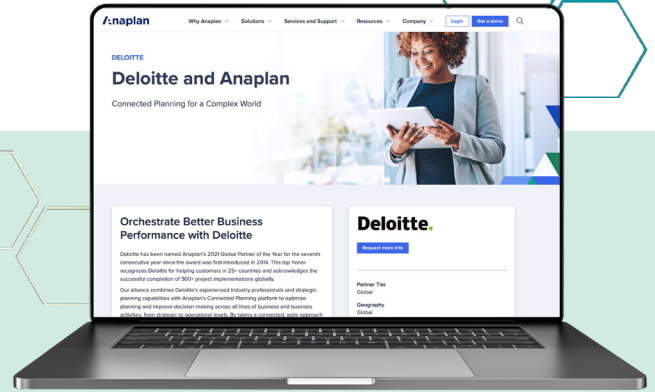 Anaplan
Why Anaplan Solutions Services and Support Resources Company Login Get a demo
DELOITTE
Deloitte and Anaplan
Connected Planning for a Complex World
Orchestrate Better Business
Performance with Deloitte
Deloitte has been named Anaplan's 2021 Global Partner of the Year for the seventh
consecutive year since the award was first introduced in 2014. This top honor
recognizes Deloitte for helping customers in 25+ countries and acknowledges the
successful completion of 300+ project implementations globally.
Our alliance combines Deloitte's experienced industry professionals and strategic
planning capabilities with Anaplan's Connected Planning platform to optimize
planning and improve decision-making across all lines of business and business
activities, from strategic to operational levels. By taking a connected, agile approach
Deloitte.
Request more info
Partner Tier
Global
Geography
Global